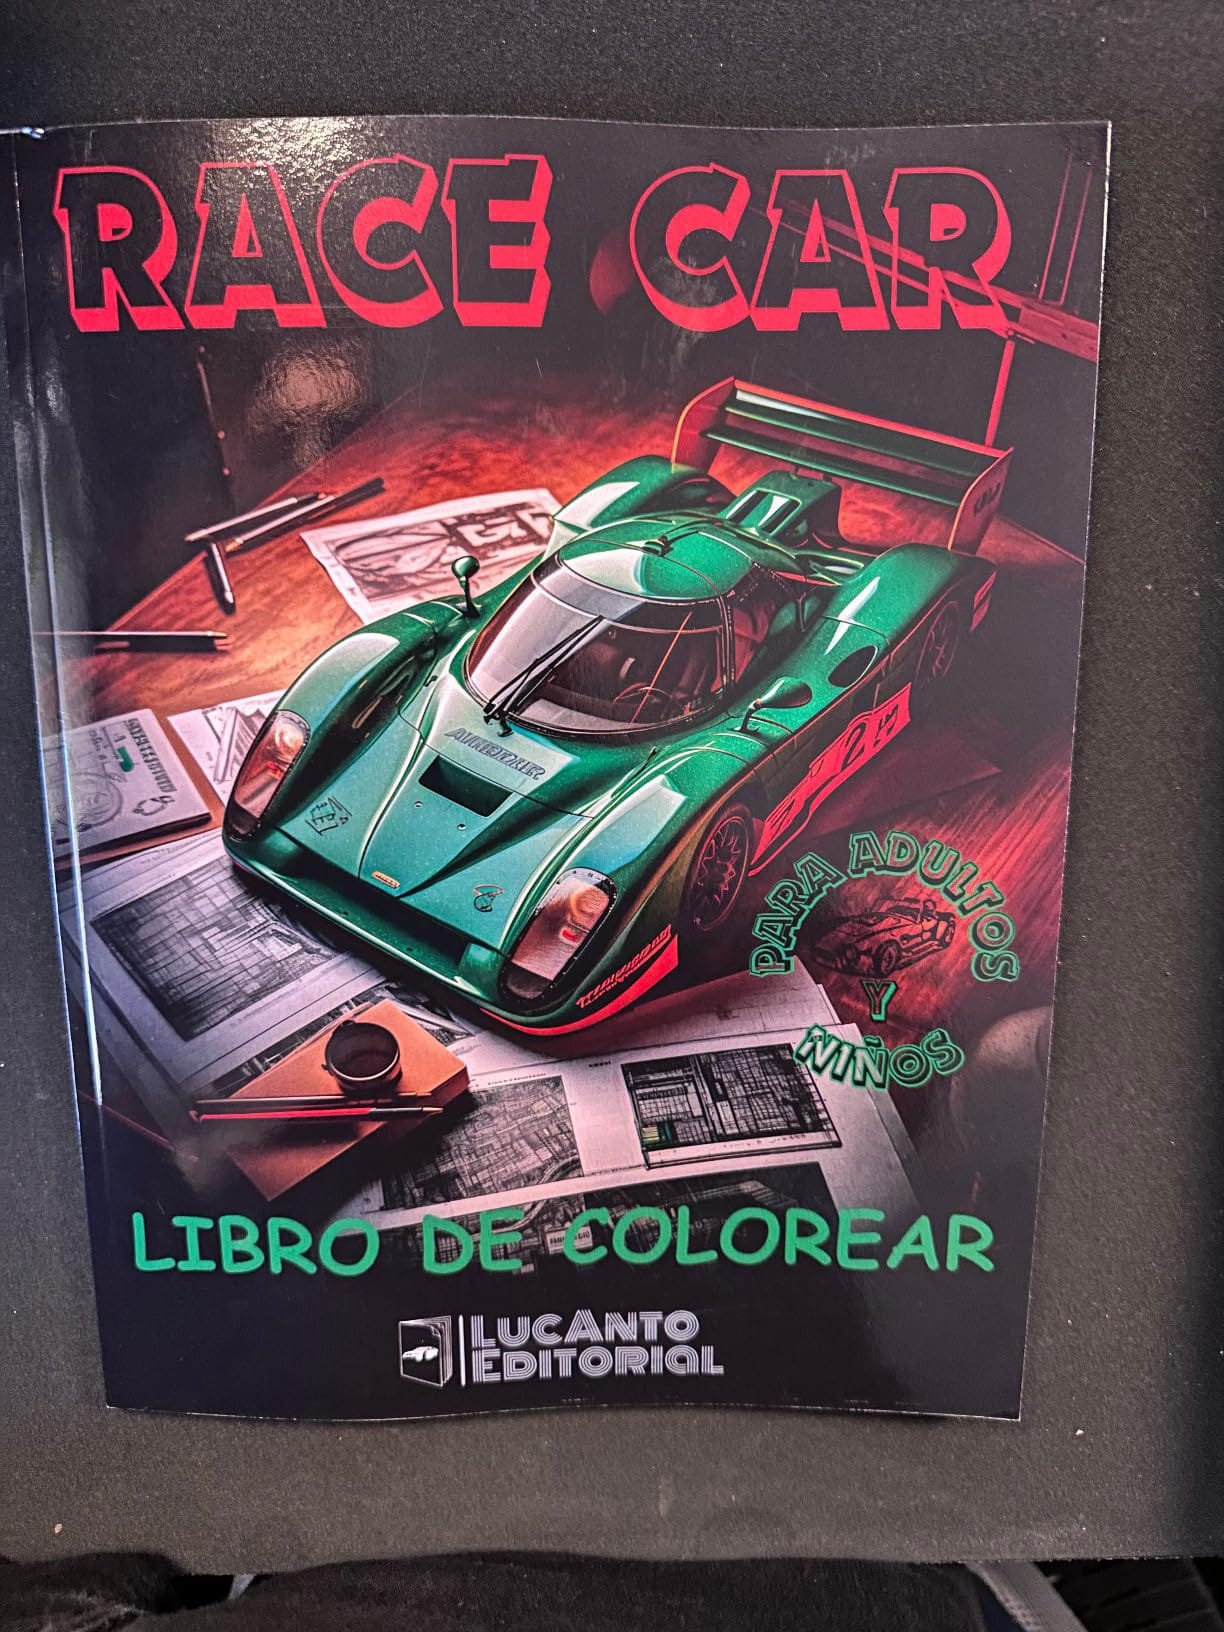 RACE CAR
PARA ADULTOS
Y
NIÑOS
LIBRO DE COLOREAR
LUCANTO
EDITORIAL